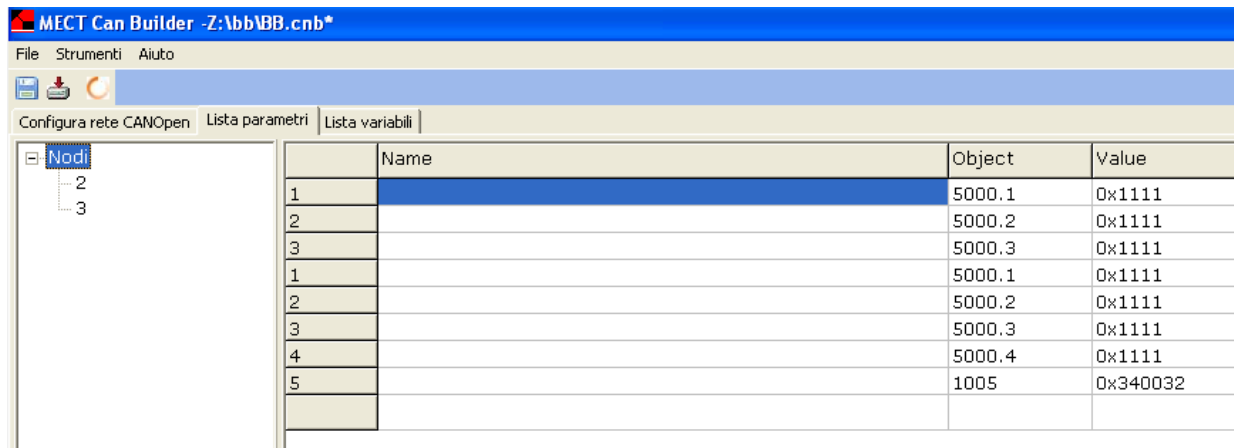 MECT Can Builder -Z:\bb\BB.cnb*
File Strumenti Aiuto
Configura rete CANOpen Lista parametri Lista variabili
Nodi
2
3
Name Object Value
1 5000.1 0x1111
2 5000.2 0x1111
3 5000.3 0x1111
1 5000.1 0x1111
2 5000.2 0x1111
3 5000.3 0x1111
4 5000.4 0x1111
5 1005 0x340032